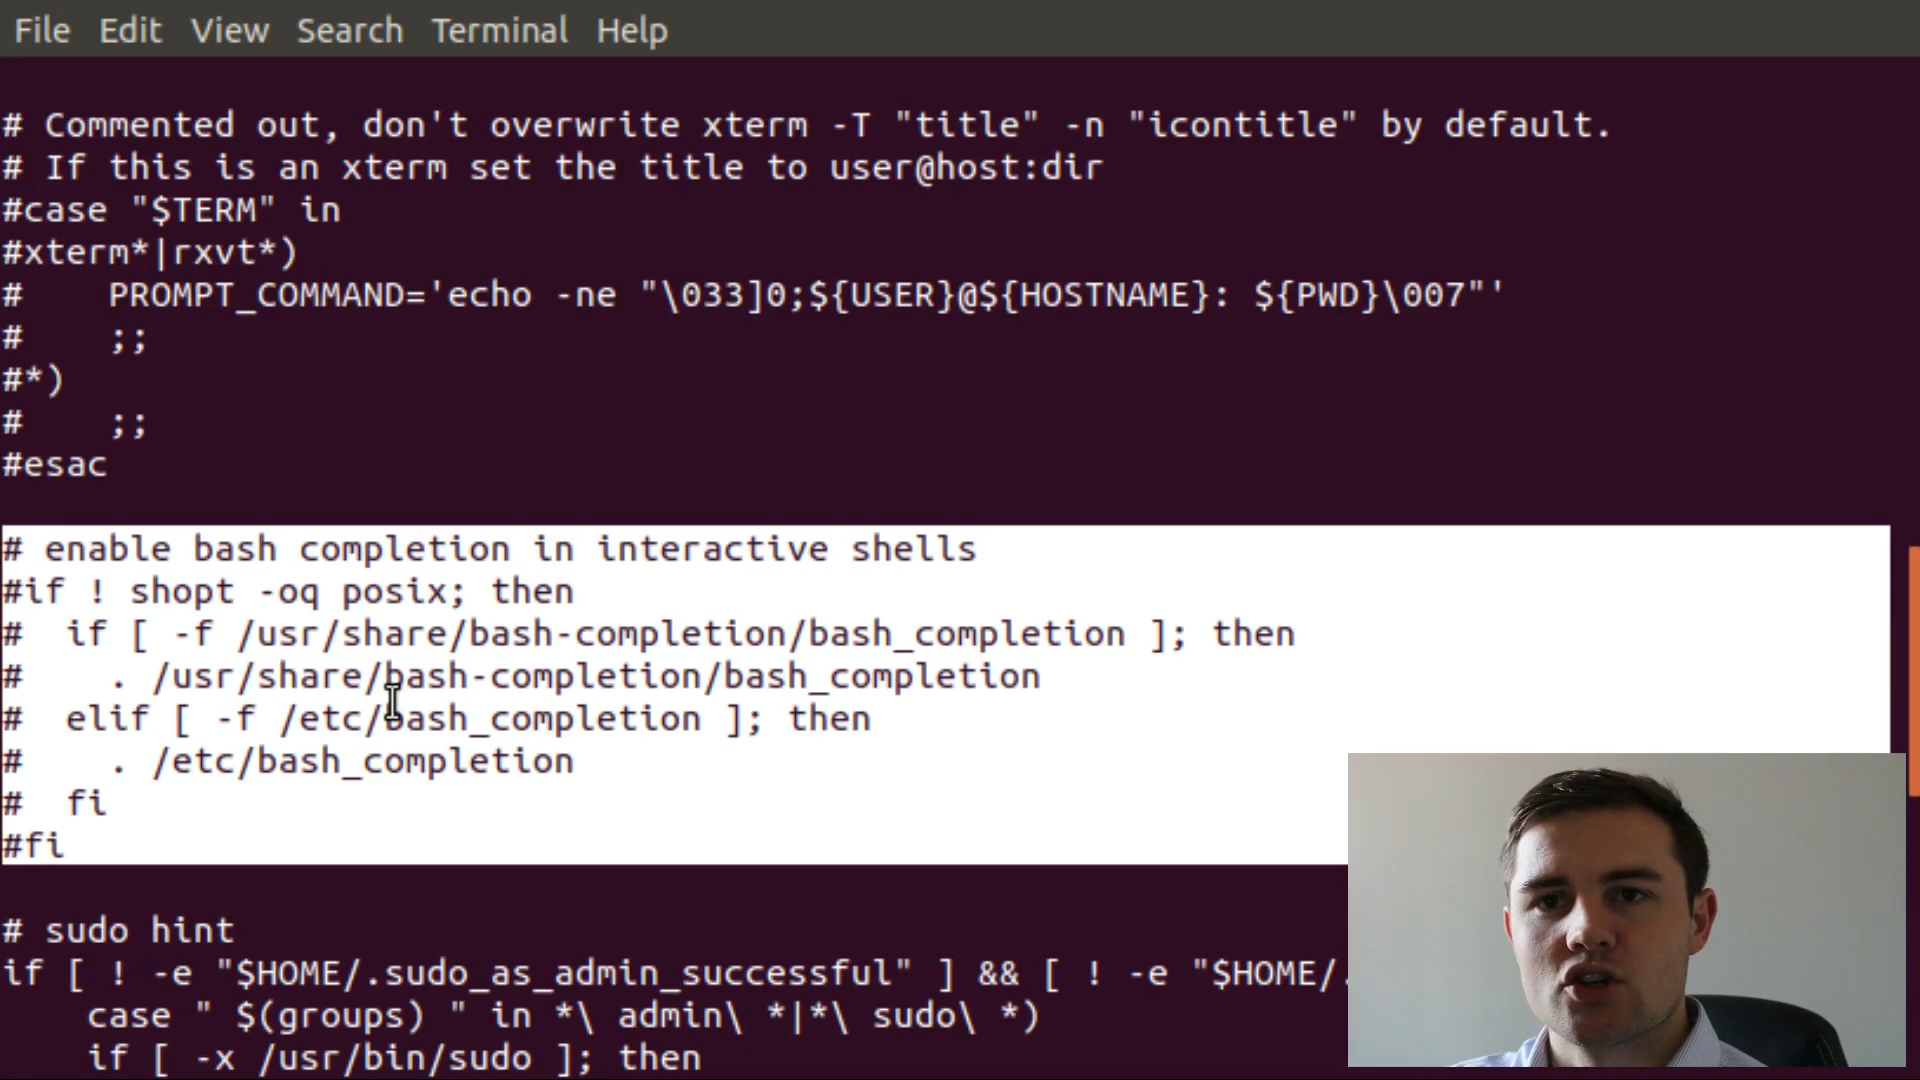 File Edit View Search Terminal Help
# Commented out, don't overwrite xterm -T "title" -n "icontitle" by default.
# If this is an xterm set the title to user@host:dir
#case "$TERM" in
#xterm*|rxvt*)
#    PROMPT_COMMAND='echo -ne "\033]0;${USER}@${HOSTNAME}: ${PWD}\007"'
#    ;;
#*)
#    ;;
#esac
# enable bash completion in interactive shells
#if ! shopt -oq posix; then
#  if [ -f /usr/share/bash-completion/bash_completion ]; then
#    . /usr/share/bash-completion/bash_completion
#  elif [ -f /etc/bash_completion ]; then
#    . /etc/bash_completion
#  fi
#fi
# sudo hint
if [ ! -e "$HOME/.sudo_as_admin_successful" ] && [ ! -e "$HOME/.
    case " $(groups) " in *\ admin\ *|*\ sudo\ *)
    if [ -x /usr/bin/sudo ]; then